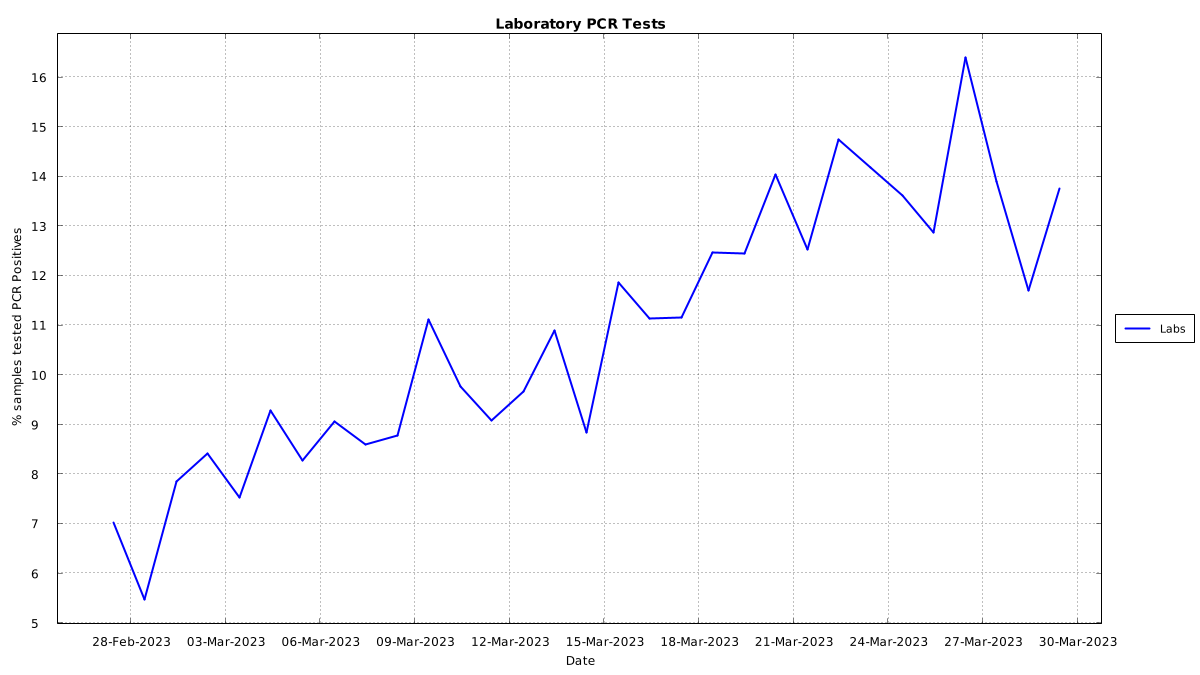 Laboratory PCR Tests
% samples tested PCR Positives
16
15
14
13
12
11
10
9
8
7
6
5
28-Feb-2023 03-Mar-2023 06-Mar-2023 09-Mar-2023 12-Mar-2023 15-Mar-2023 18-Mar-2023 21-Mar-2023 24-Mar-2023 27-Mar-2023 30-Mar-2023
Date
Labs